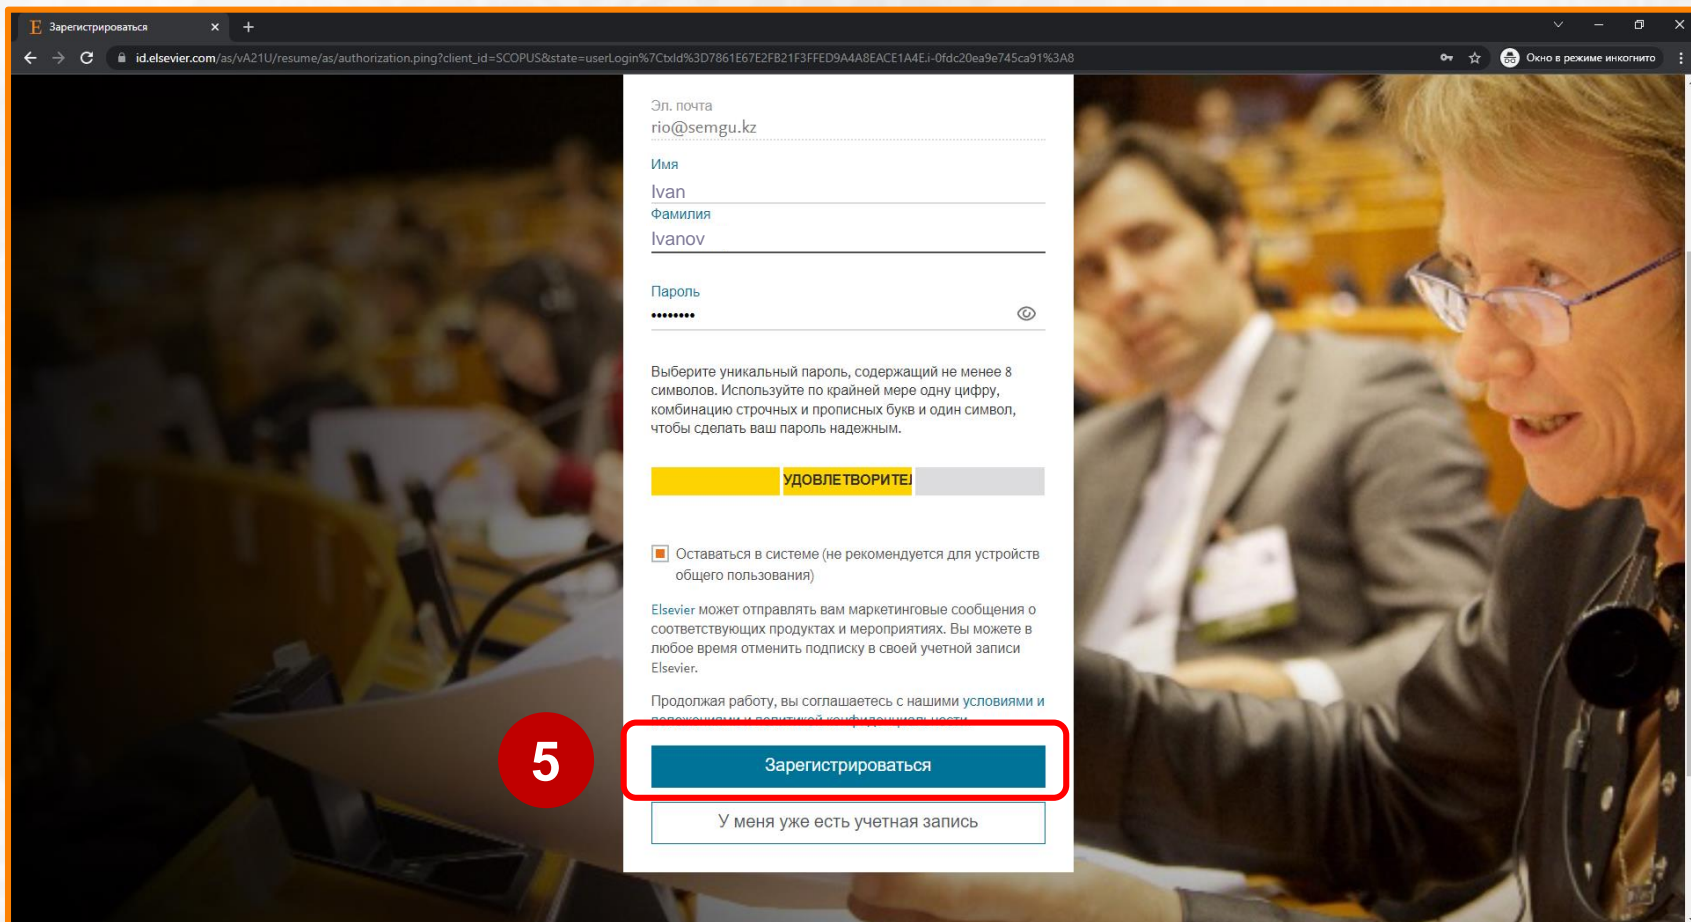 E Зарегистрироваться
id.elsevier.com/as/vA21U/resume/as/authorization.ping?client_id=SCOPUS&state=userLogin%7CtxId%3D7861E67E2FB21F3FFED9A4A8EACE1A4E.i-0fdc20ea9e745ca91%3A8
Окно в режиме инкогнито
Эл. почта
rio@semgu.kz
Имя
Ivan
Фамилия
Ivanov
Пароль
••••••••
Выберите уникальный пароль, содержащий не менее 8
символов. Используйте по крайней мере одну цифру,
комбинацию строчных и прописных букв и один символ,
чтобы сделать ваш пароль надежным.
УДОВЛЕТВОРИТЕ
Оставаться в системе (не рекомендуется для устройств
общего пользования)
Elsevier может отправлять вам маркетинговые сообщения о
соответствующих продуктах и мероприятиях. Вы можете в
любое время отменить подписку в своей учетной записи
Elsevier.
Продолжая работу, вы соглашаетесь с нашими условиями и
положениями и политикой конфиденциальности
5
Зарегистрироваться
У меня уже есть учетная запись